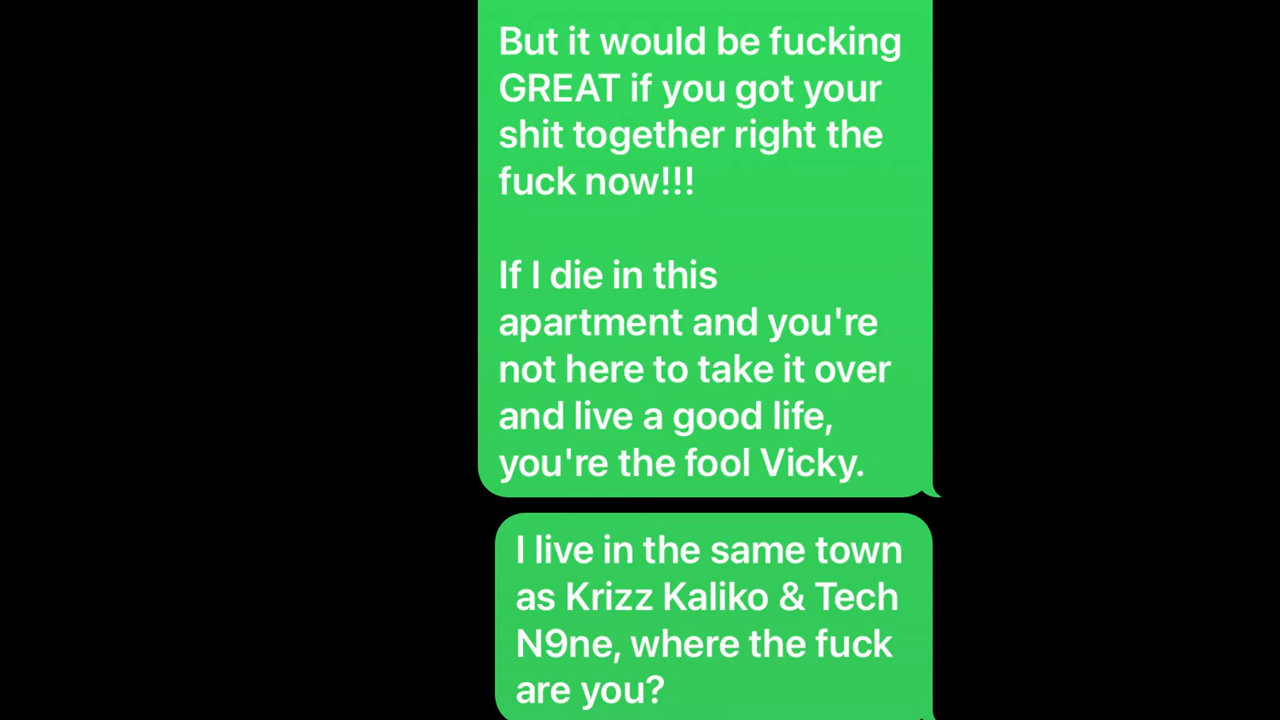 But it would be fucking
GREAT if you got your
shit together right the
fuck now!!!
If I die in this
apartment and you're
not here to take it over
and live a good life,
you're the fool Vicky.
I live in the same town
as Krizz Kaliko & Tech
N9ne, where the fuck
are you?